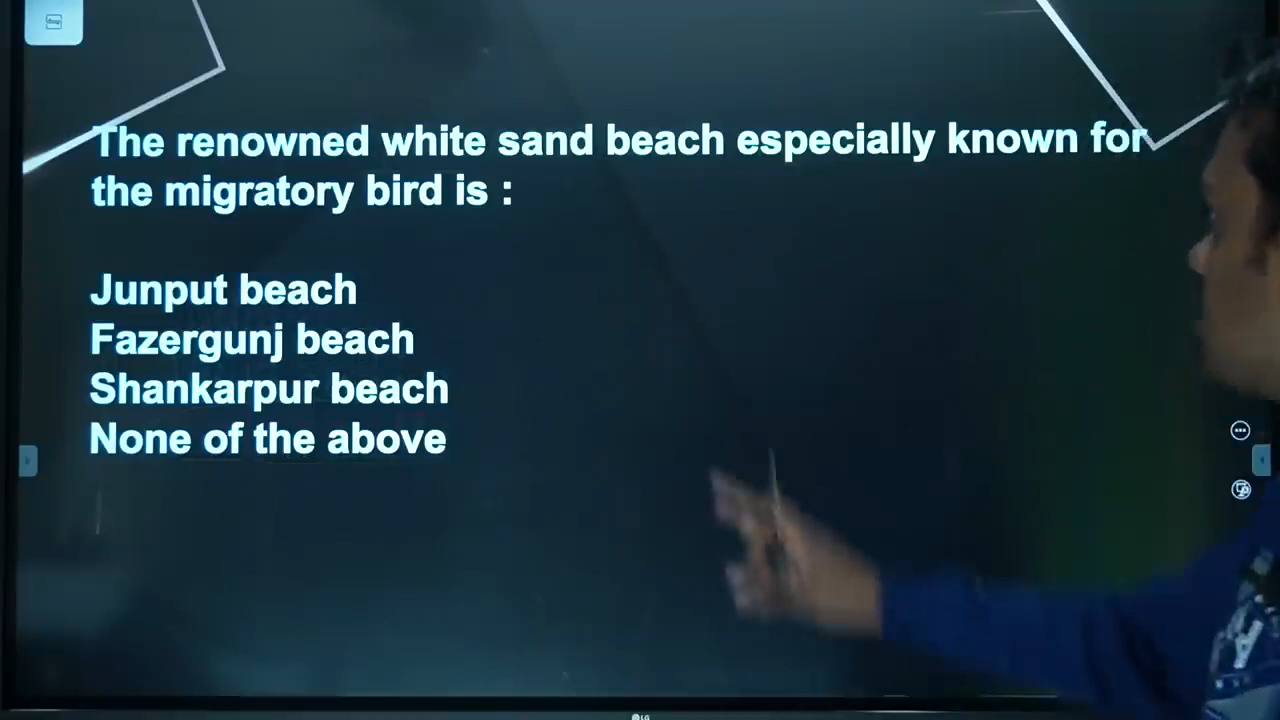 The renowned white sand beach especially known for
the migratory bird is :
Junput beach
Fazergunj beach
Shankarpur beach
None of the above
LG